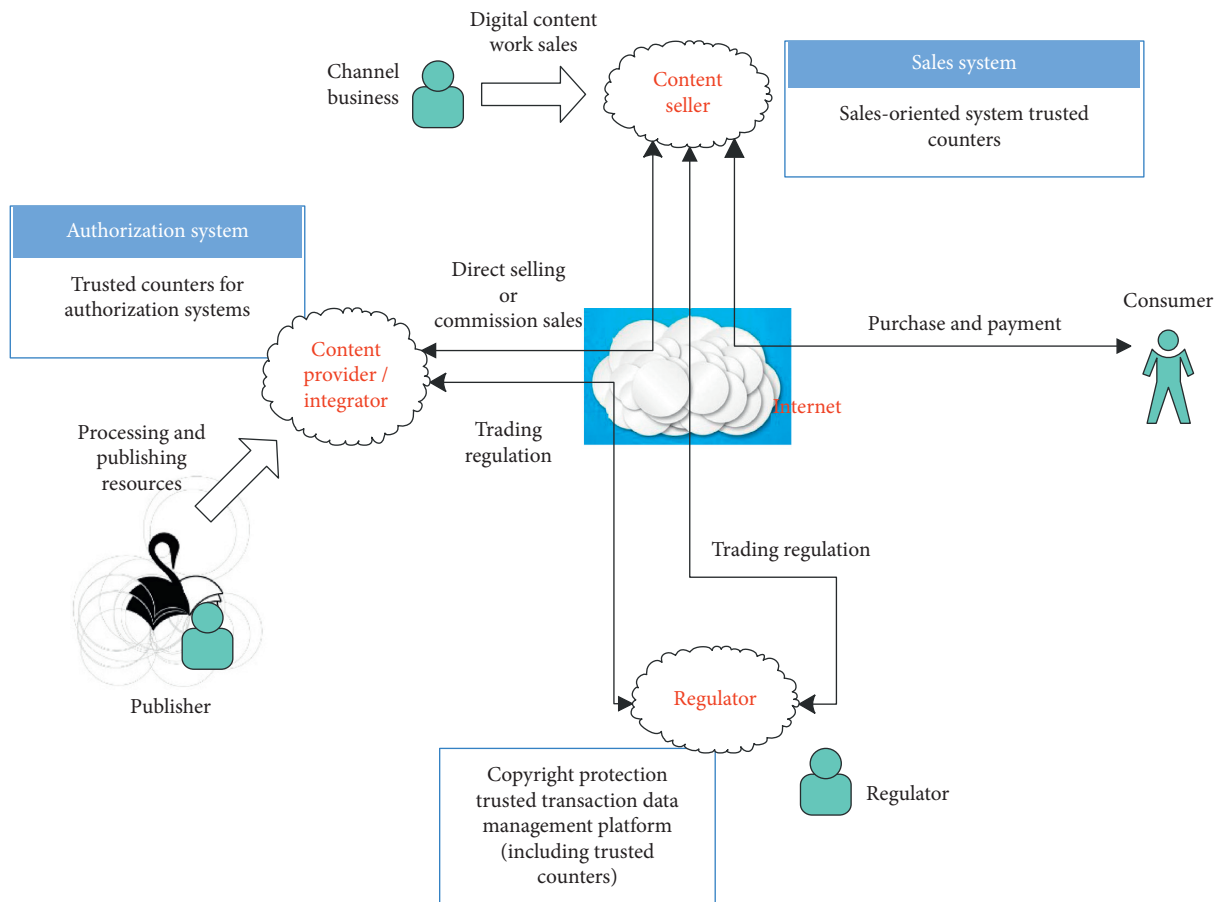 Digital content
work sales
Channel
business
Content
seller
Sales system
Sales-oriented system trusted
counters
Authorization system
Trusted counters for
authorization systems
Direct selling
or
commission sales
Consumer
Purchase and payment
Content
provider /
integrator
Internet
Processing and
publishing
resources
Trading
regulation
Trading regulation
Publisher
Regulator
Copyright protection
trusted transaction data
management platform
(including trusted
counters)
Regulator